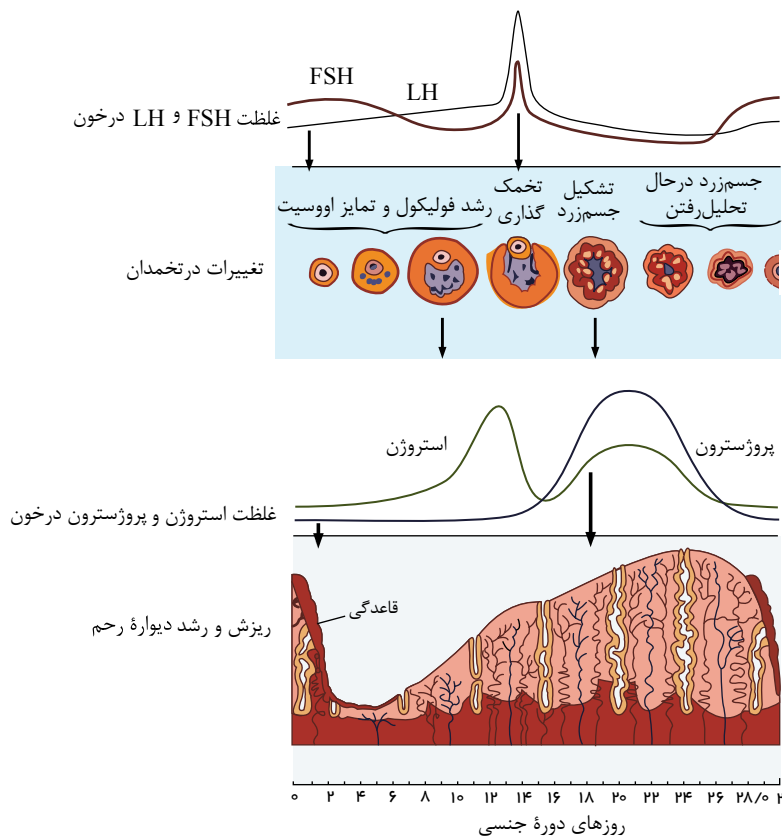 FSH
LH
غلظت FSH و LH درخون
رشد فولیکول و تمایز اووسیت
تخمک
گذاری
تشکیل
جسم‌زرد
جسم‌زرد درحال
تحلیل‌رفتن
تغییرات درتخمدان
استروژن
پروژسترون
غلظت استروژن و پروژسترون درخون
قاعدگی
ریزش و رشد دیوارهٔ رحم
۰ ۲ ۴ ۶ ۸ ۱۰ ۱۲ ۱۴ ۱۶ ۱۸ ۲۰ ۲۲ ۲۴ ۲۶ ۲۸/۰ ۲
روزهای دورهٔ جنسی